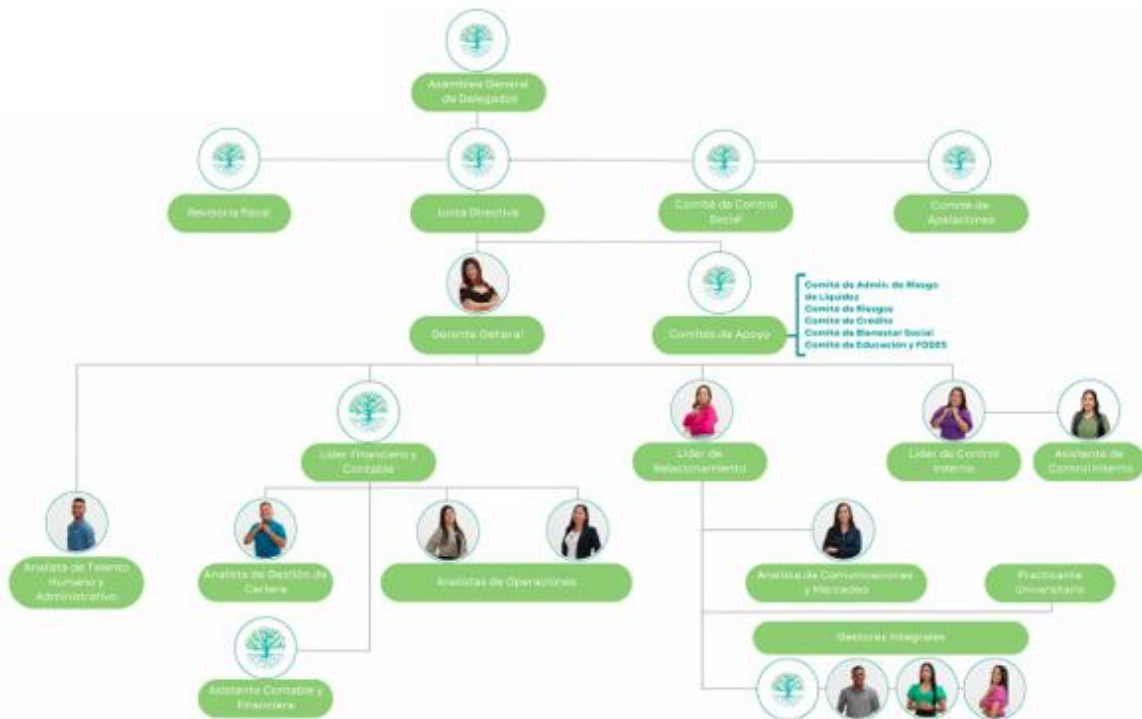 Asamblea General
de Delegados
Revisoría fiscal
Junta Directiva
Comité de Control
Social
Comité de
Apelaciones
Gerente General
Comités de Apoyo
Comité de Admin. de Riesgo
de Liquidez
Comité de Riesgos
Comité de Crédito
Comité de Bienestar Social
Comité de Educación y FODES
Líder Financiero y
Contable
Líder de
Relacionamiento
Líder de Control
Interno
Asistente de
Control Interno
Analista de Talento
Humano y
Administrativo
Analista de Gestión de
Cartera
Analistas de Operaciones
Analista de Comunicaciones
y Mercadeo
Practicante
Universitario
Gestores Integrales
Asistente Contable y
Financiera